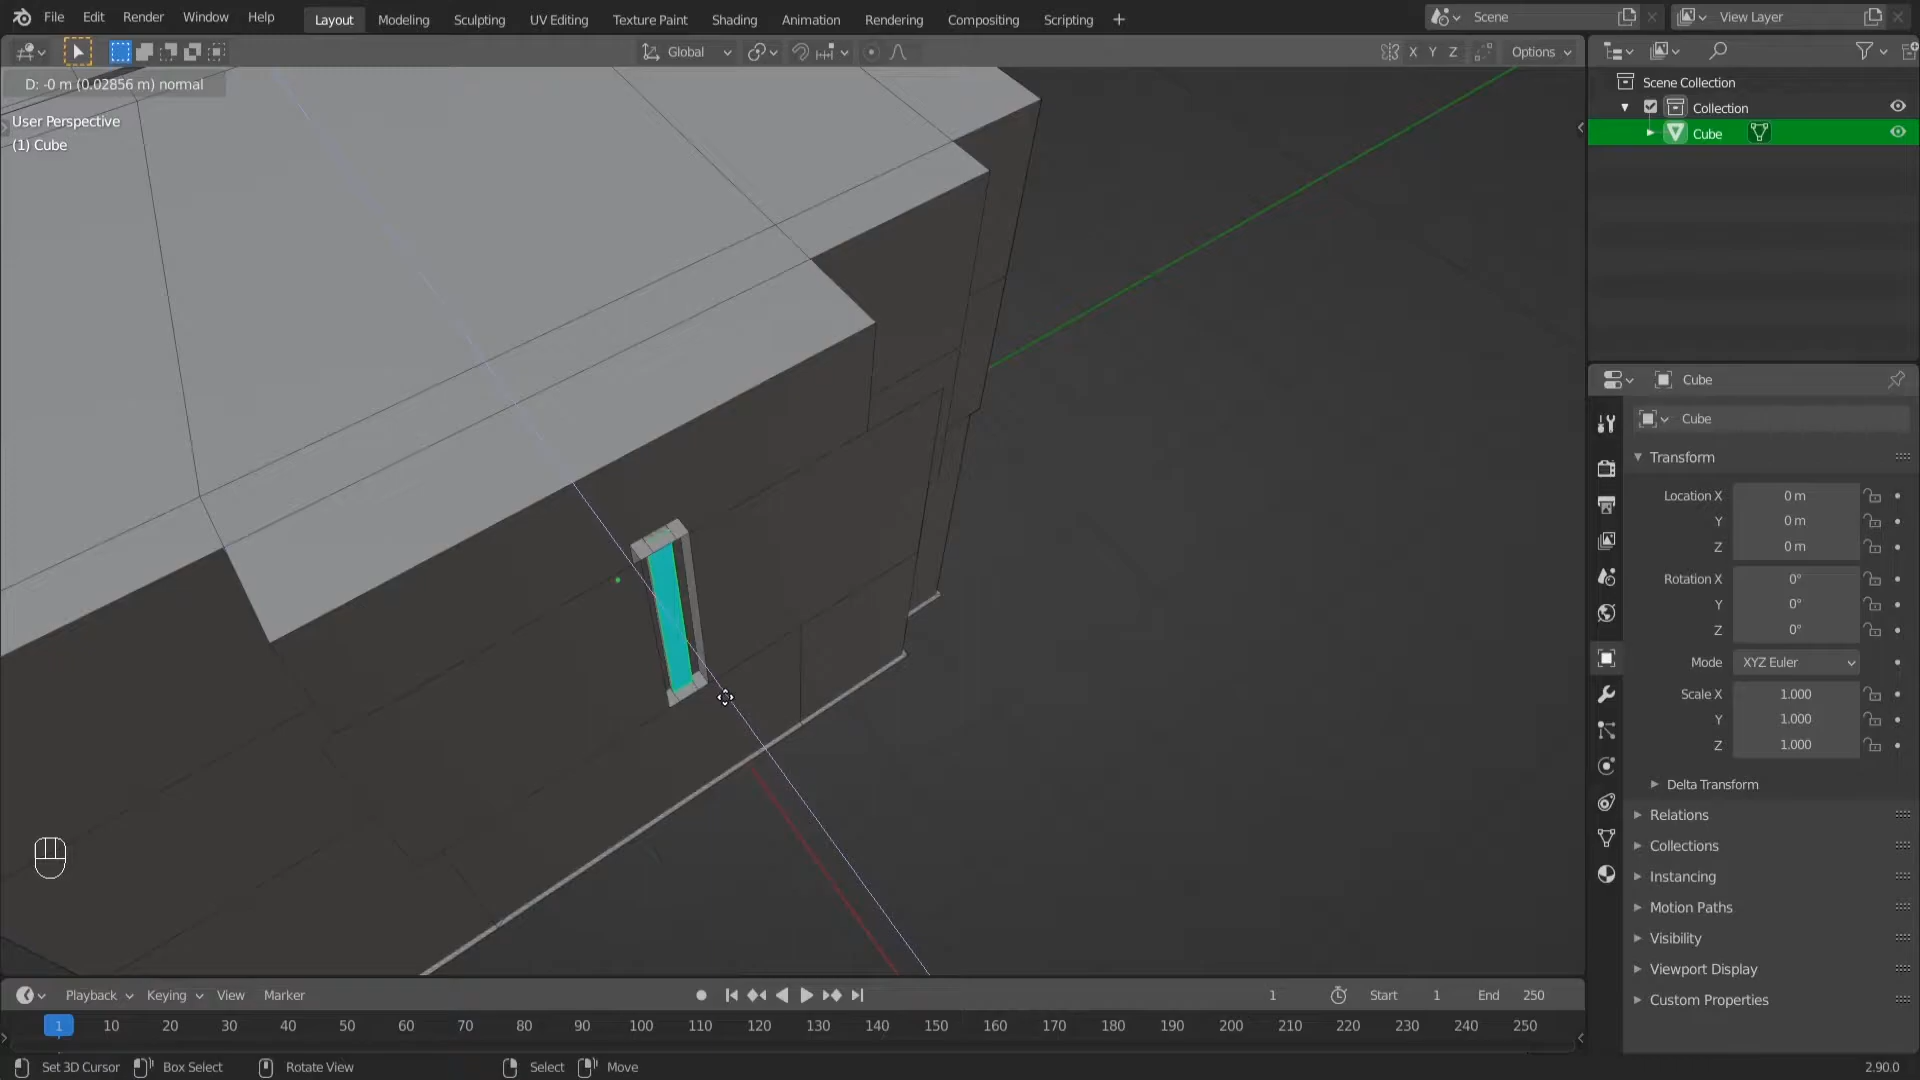 File Edit Render Window Help Layout Modeling Sculpting UV Editing Texture Paint Shading Animation Rendering Compositing Scripting + Scene View Layer
Global X Y Z Options
D: -0 m (0.02856 m) normal
User Perspective
(1) Cube
Scene Collection
Collection
Cube
Cube
Cube
Transform
Location X 0 m
Y 0 m
Z 0 m
Rotation X 0°
Y 0°
Z 0°
Mode XYZ Euler
Scale X 1.000
Y 1.000
Z 1.000
Delta Transform
Relations
Collections
Instancing
Motion Paths
Visibility
Viewport Display
Custom Properties
Playback Keying View Marker 1 Start 1 End 250
1 10 20 30 40 50 60 70 80 90 100 110 120 130 140 150 160 170 180 190 200 210 220 230 240 250
Set 3D Cursor Box Select Rotate View Select Move 2.90.0